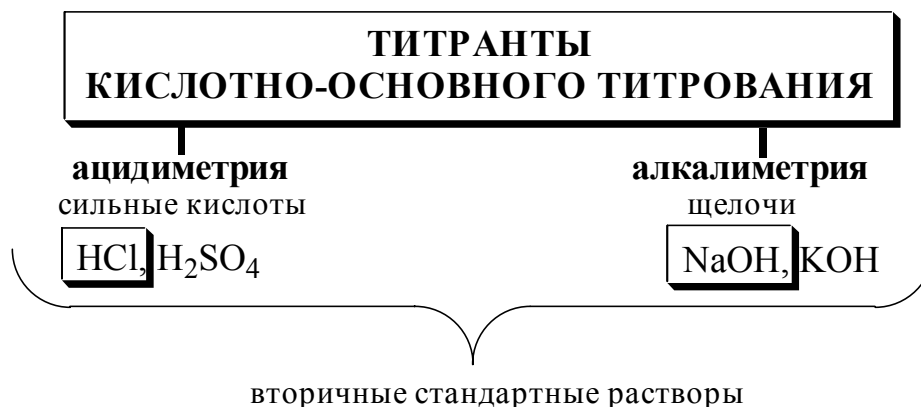 ТИТРАНТЫ
КИСЛОТНО-ОСНОВНОГО ТИТРОВАНИЯ
ацидиметрия
сильные кислоты
HCl, H₂SO₄
алкалиметрия
щелочи
NaOH, KOH
вторичные стандартные растворы